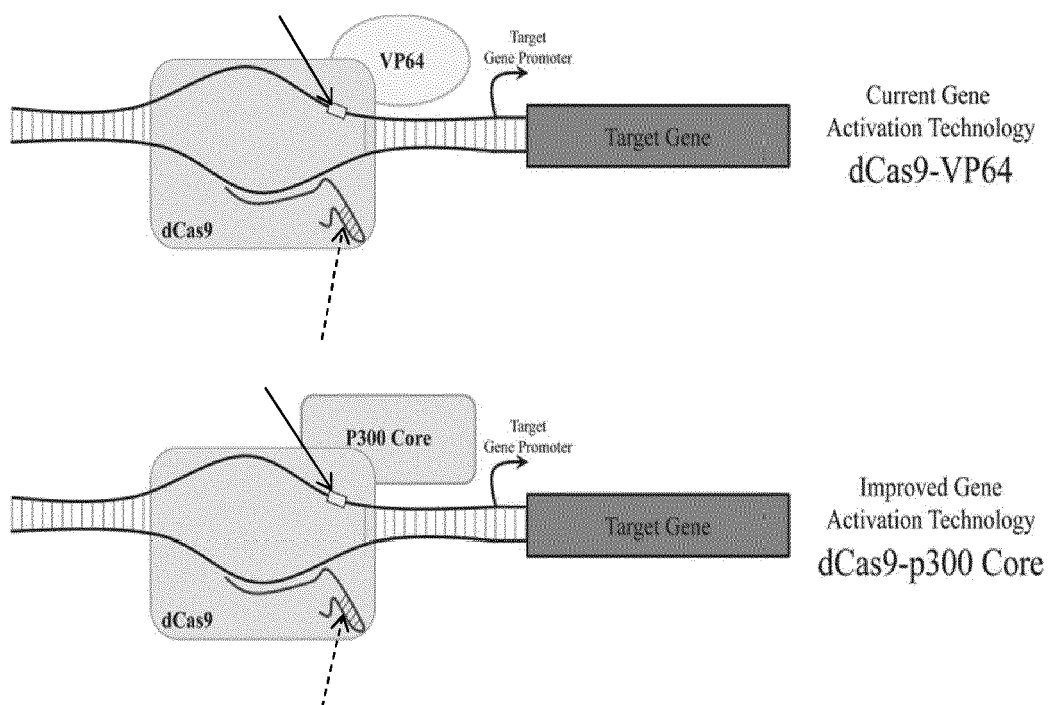 VP64
Target
Gene Promoter
Target Gene
dCas9
Current Gene
Activation Technology
dCas9-VP64
P300 Core
Target
Gene Promoter
Target Gene
dCas9
Improved Gene
Activation Technology
dCas9-p300 Core